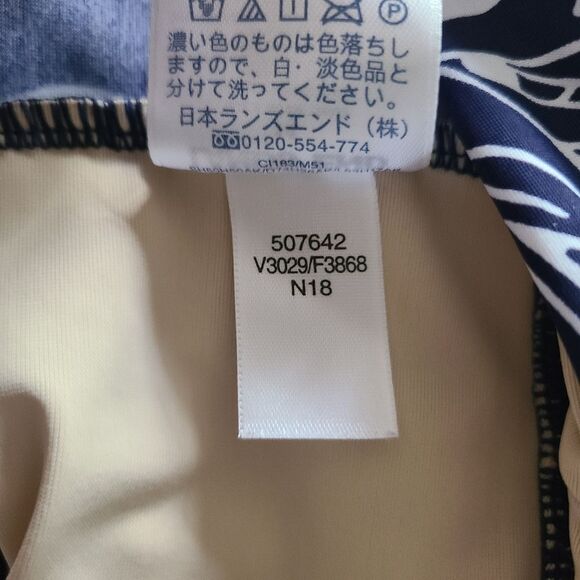 濃い色のものは色落ちし
ますので、白・淡色品と
分けて洗ってください。
日本ランズエンド（株）
0120-554-774
CI183/M51
507642
V3029/F3868
N18